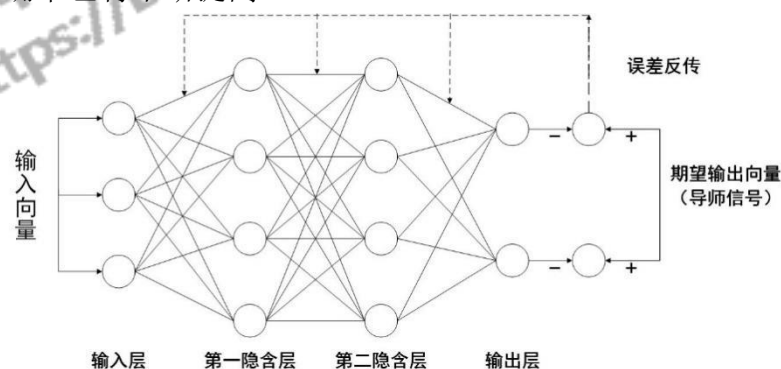 ttps://
误差反传
输入向量
期望输出向量
（导师信号）
－ ＋
－ ＋
输入层 第一隐含层 第二隐含层 输出层